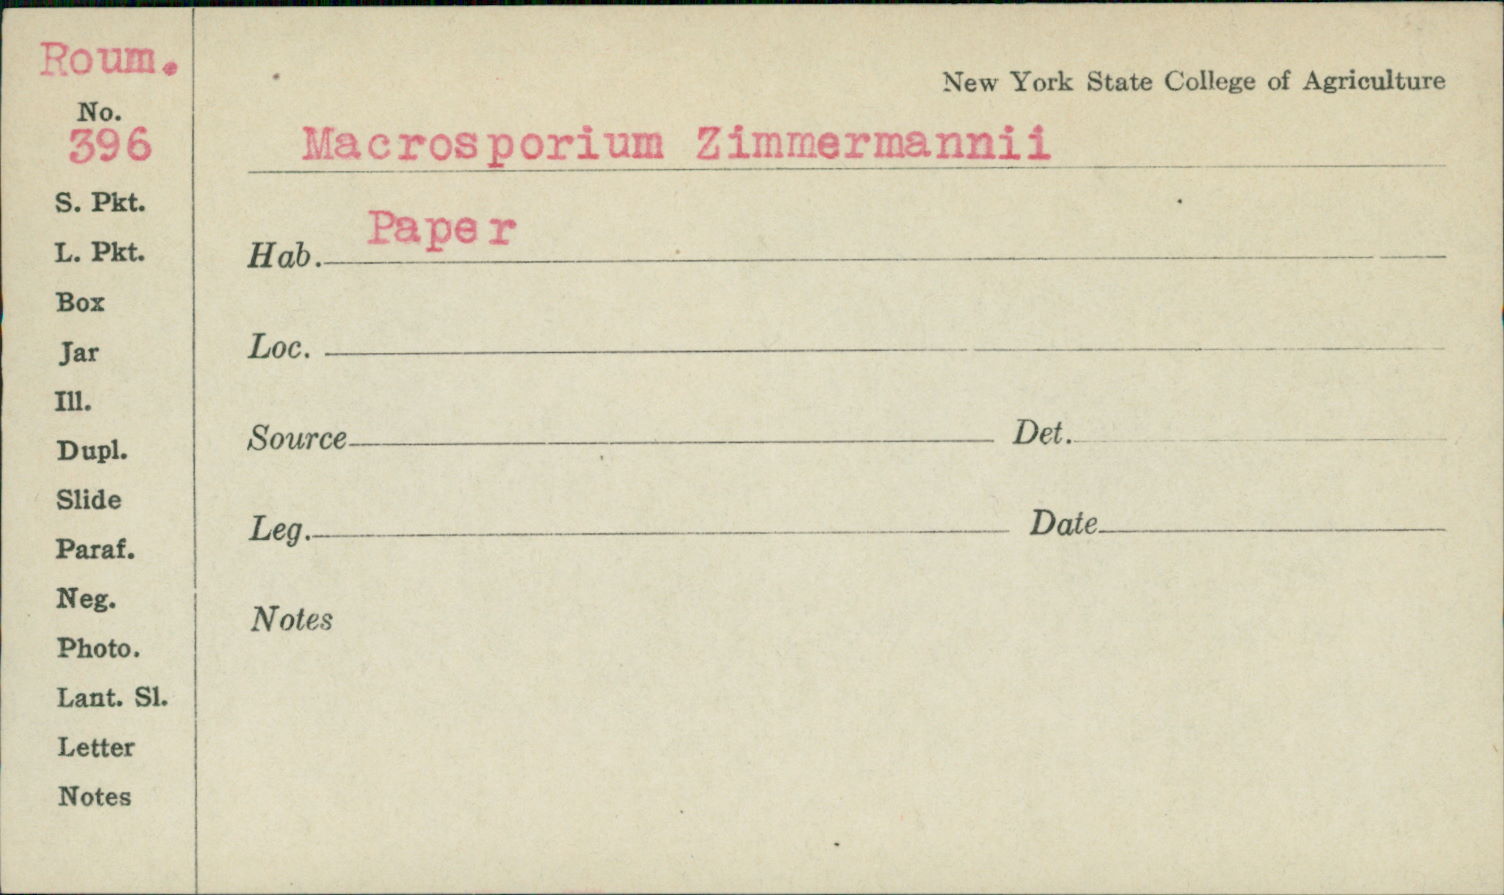 Roum.
No.
396
S. Pkt.
L. Pkt.
Box
Jar
Ill.
Dupl.
Slide
Paraf.
Neg.
Photo.
Lant. Sl.
Letter
Notes
New York State College of Agriculture
Macrosporium Zimmermannii
Hab. Paper
Loc.
Source Det.
Leg. Date
Notes